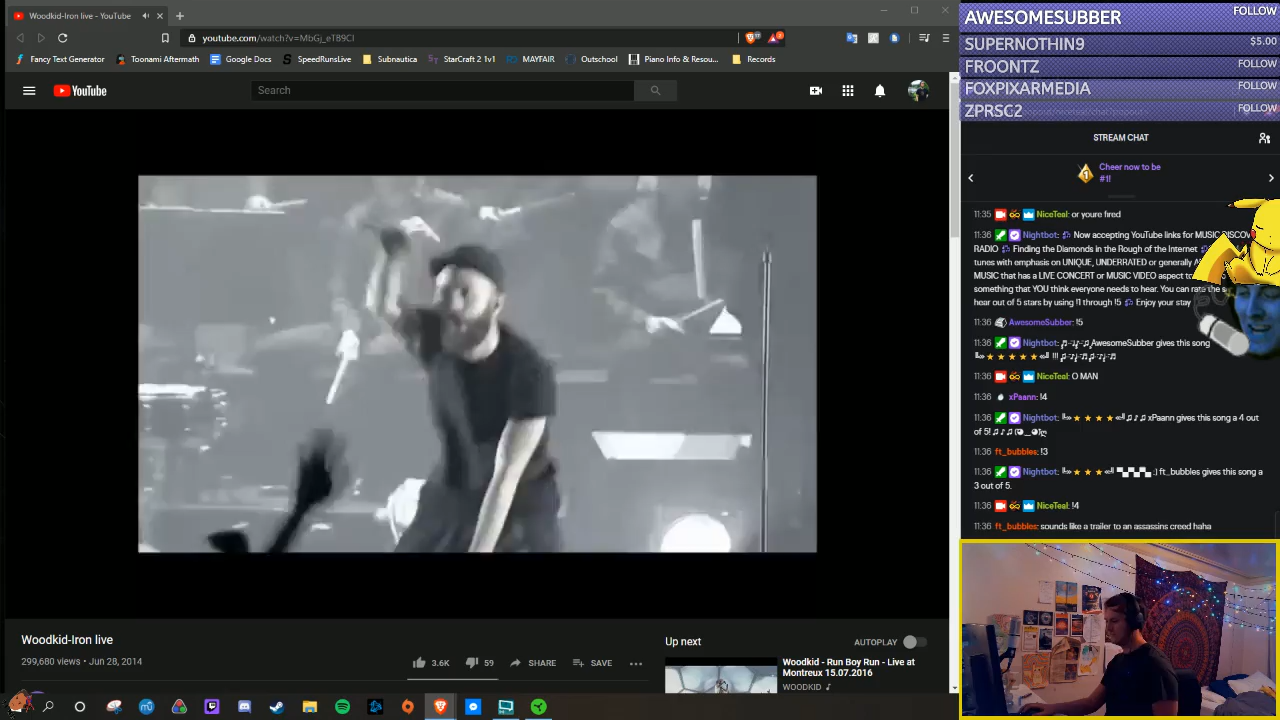 Woodkid-Iron live - YouTube
youtube.com/watch?v=MbGj_eTB9CI
Fancy Text Generator
Toonami Aftermath
Google Docs
SpeedRunsLive
Subnautica
StarCraft 2 1v1
MAYFAIR
Outschool
Piano Info & Resou...
Records
YouTube
Search
Woodkid-Iron live
299,680 views • Jun 28, 2014
3.6K
59
SHARE
SAVE
Up next
AUTOPLAY
Woodkid - Run Boy Run - Live at
Montreux 15.07.2016
WOODKID
AWESOMESUBBER FOLLOW
SUPERNOTHIN9 $5.00
FROONTZ FOLLOW
FOXPIXARMEDIA FOLLOW
ZPRSC2 FOLLOW
STREAM CHAT
Cheer now to be
#1!
11:35 NiceTeal: or youre fired
11:36 Nightbot: Now accepting YouTube links for MUSIC
RADIO Finding the Diamonds in the Rough of the Internet
tunes with emphasis on UNIQUE, UNDERRATED or generally
MUSIC that has a LIVE CONCERT or MUSIC VIDEO aspect to
something that YOU think everyone needs to hear. You can rate the
hear out of 5 stars by using !1 through !5 Enjoy your stay
11:36 AwesomeSubber: !5
11:36 Nightbot: AwesomeSubber gives this song
★ ★ ★ ★ ★ !!!
11:36 NiceTeal: O MAN
11:36 xPaann: !4
11:36 Nightbot: ★ ★ ★ ★ xPaann gives this song a 4 out
of 5!
11:36 ft_bubbles: !3
11:36 Nightbot: ★ ★ ★ :) ft_bubbles gives this song a
3 out of 5.
11:36 NiceTeal: !4
11:36 ft_bubbles: sounds like a trailer to an assassins creed haha